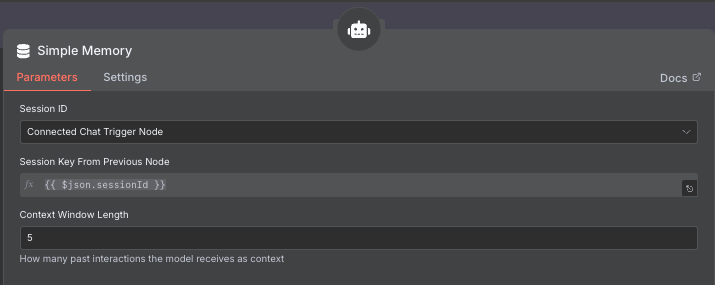 Simple Memory
Parameters Settings Docs
Session ID
Connected Chat Trigger Node
Session Key From Previous Node
fx {{ $json.sessionId }}
Context Window Length
5
How many past interactions the model receives as context